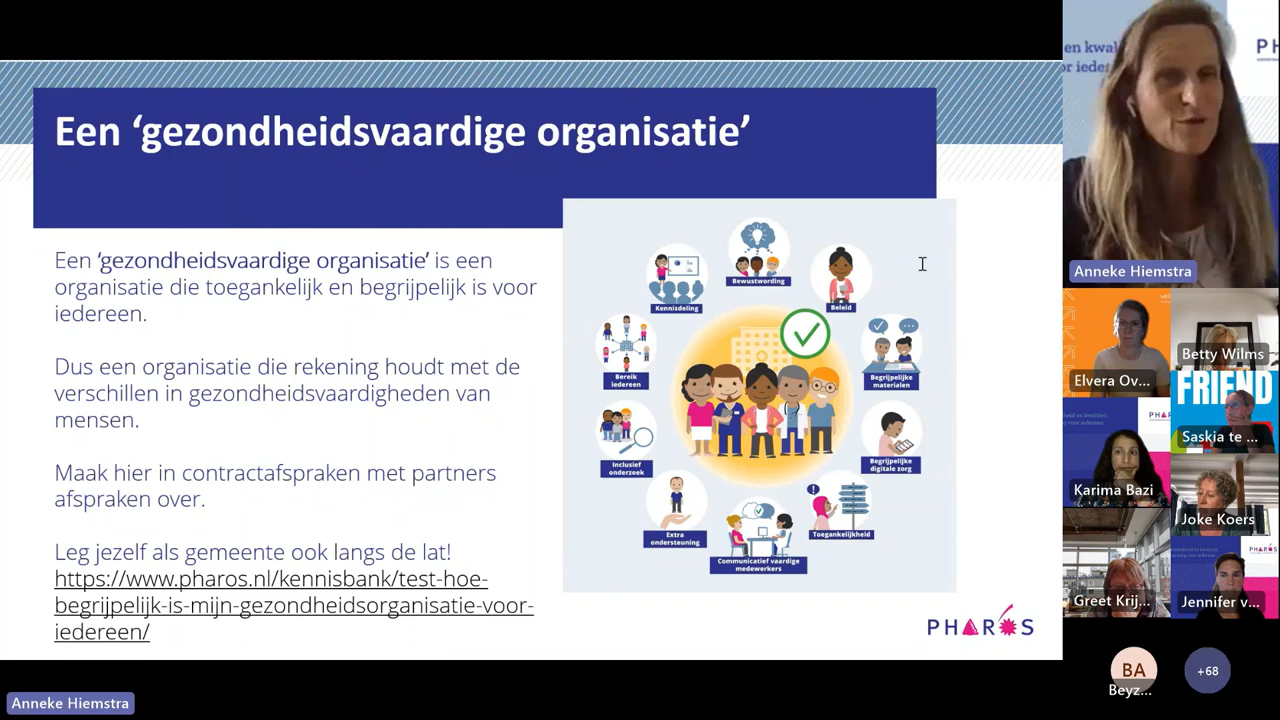 Een ‘gezondheidsvaardige organisatie’
Een ‘gezondheidsvaardige organisatie’ is een
organisatie die toegankelijk en begrijpelijk is voor
iedereen.
Dus een organisatie die rekening houdt met de
verschillen in gezondheidsvaardigheden van
mensen.
Maak hier in contractafspraken met partners
afspraken over.
Leg jezelf als gemeente ook langs de lat!
https://www.pharos.nl/kennisbank/test-hoe-
begrijpelijk-is-mijn-gezondheidsorganisatie-voor-
iedereen/
Bewustwording
Beleid
Begrijpelijke
materialen
Begrijpelijke
digitale zorg
Toegankelijkheid
Communicatief vaardige
medewerkers
Extra
ondersteuning
Inclusief
onderzoek
Bereik
iedereen
Kennisdeling
PHAROS
Anneke Hiemstra
Anneke Hiemstra
Elvera Ov...
Betty Wilms
FRIEND
Saskia te ...
Karima Bazi
Joke Koers
Greet Krij...
Jennifer v...
BA
Beyz...
+68